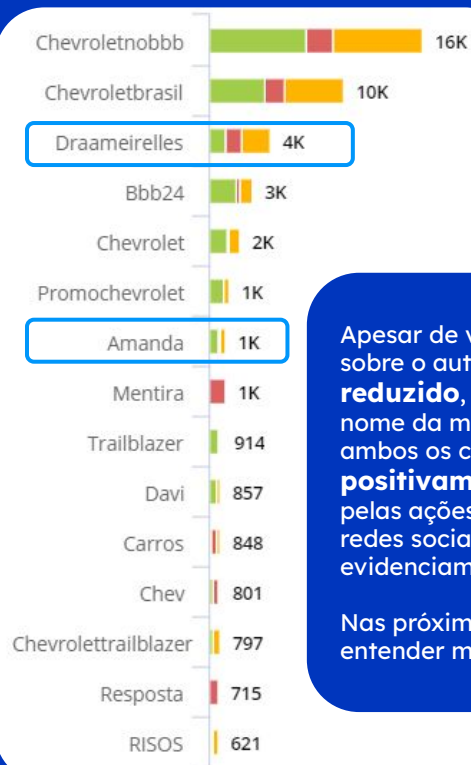 Chevroletnobbb 16K
Chevroletbrasil 10K
Draameirelles 4K
Bbb24 3K
Chevrolet 2K
Promochevrolet 1K
Amanda 1K
Mentira 1K
Trailblazer 914
Davi 857
Carros 848
Chev 801
Chevrolettrailblazer 797
Resposta 715
RISOS 621
Apesar de
sobre o aut
reduzido,
nome da m
ambos os c
positivam
pelas ações
redes socia
evidenciam
Nas próxim
entender m